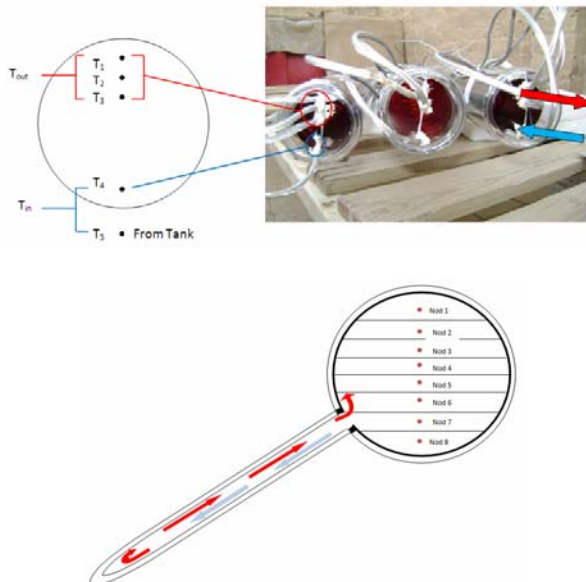 T1
T2
T3
Tout
T4
Tin
T5 From Tank
Nod 1
Nod 2
Nod 3
Nod 4
Nod 5
Nod 6
Nod 7
Nod 8